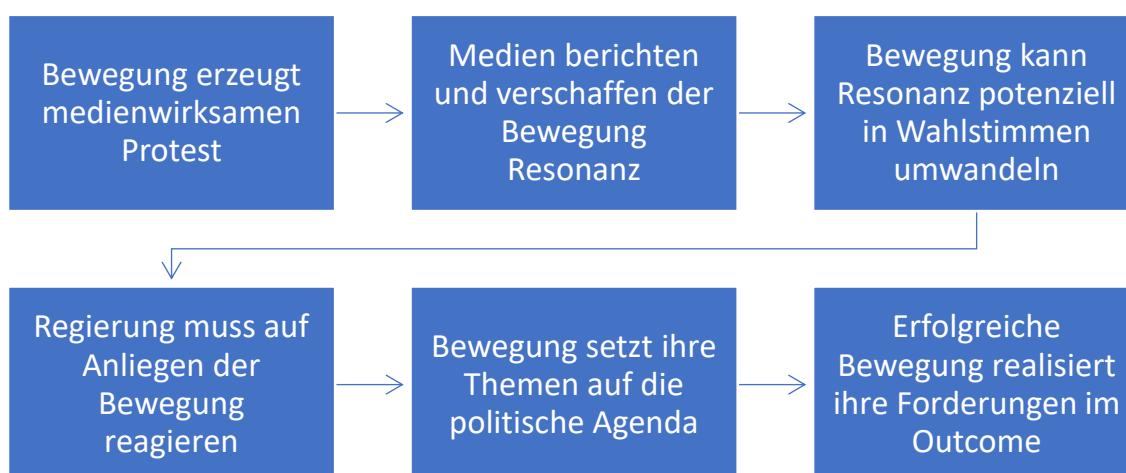 Bewegung erzeugt
medienwirksamen
Protest
Medien berichten
und verschaffen der
Bewegung
Resonanz
Bewegung kann
Resonanz potenziell
in Wahlstimmen
umwandeln
Regierung muss auf
Anliegen der
Bewegung
reagieren
Bewegung setzt ihre
Themen auf die
politische Agenda
Erfolgreiche
Bewegung realisiert
ihre Forderungen im
Outcome